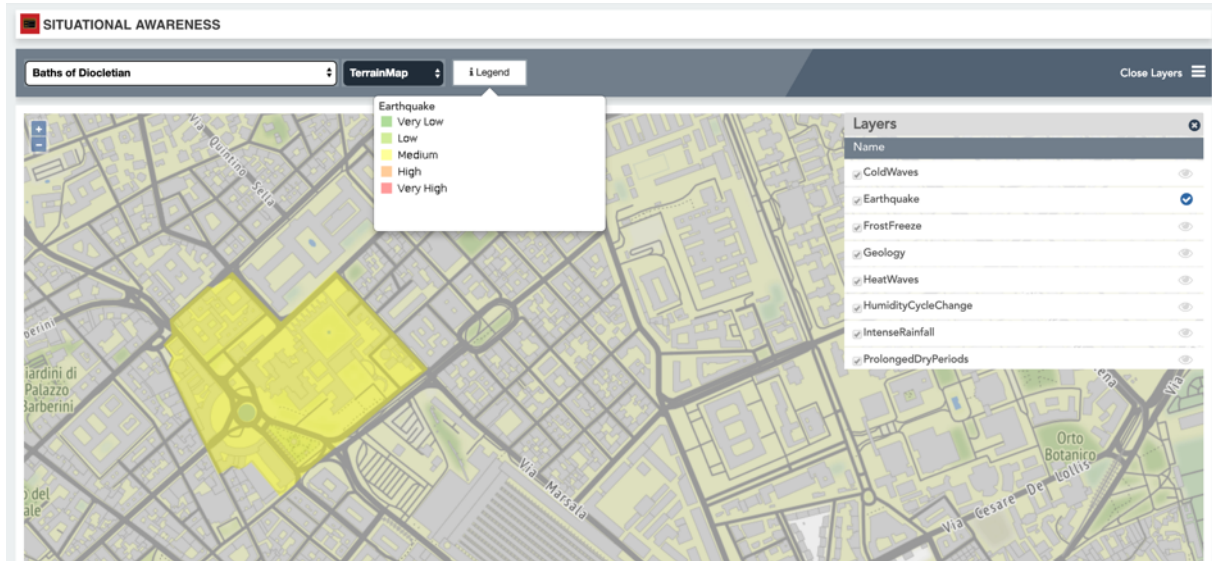 SITUATIONAL AWARENESS
Baths of Diocletian
TerrainMap
i Legend
Close Layers
Earthquake
Very Low
Low
Medium
High
Very High
Layers
Name
ColdWaves
Earthquake
FrostFreeze
Geology
HeatWaves
HumidityCycleChange
IntenseRainfall
ProlongedDryPeriods
Via Quintino Sella
iardini di
Palazzo
Barberini
Via Marsala
Orto
Botanico
Via Cesare De Lollis